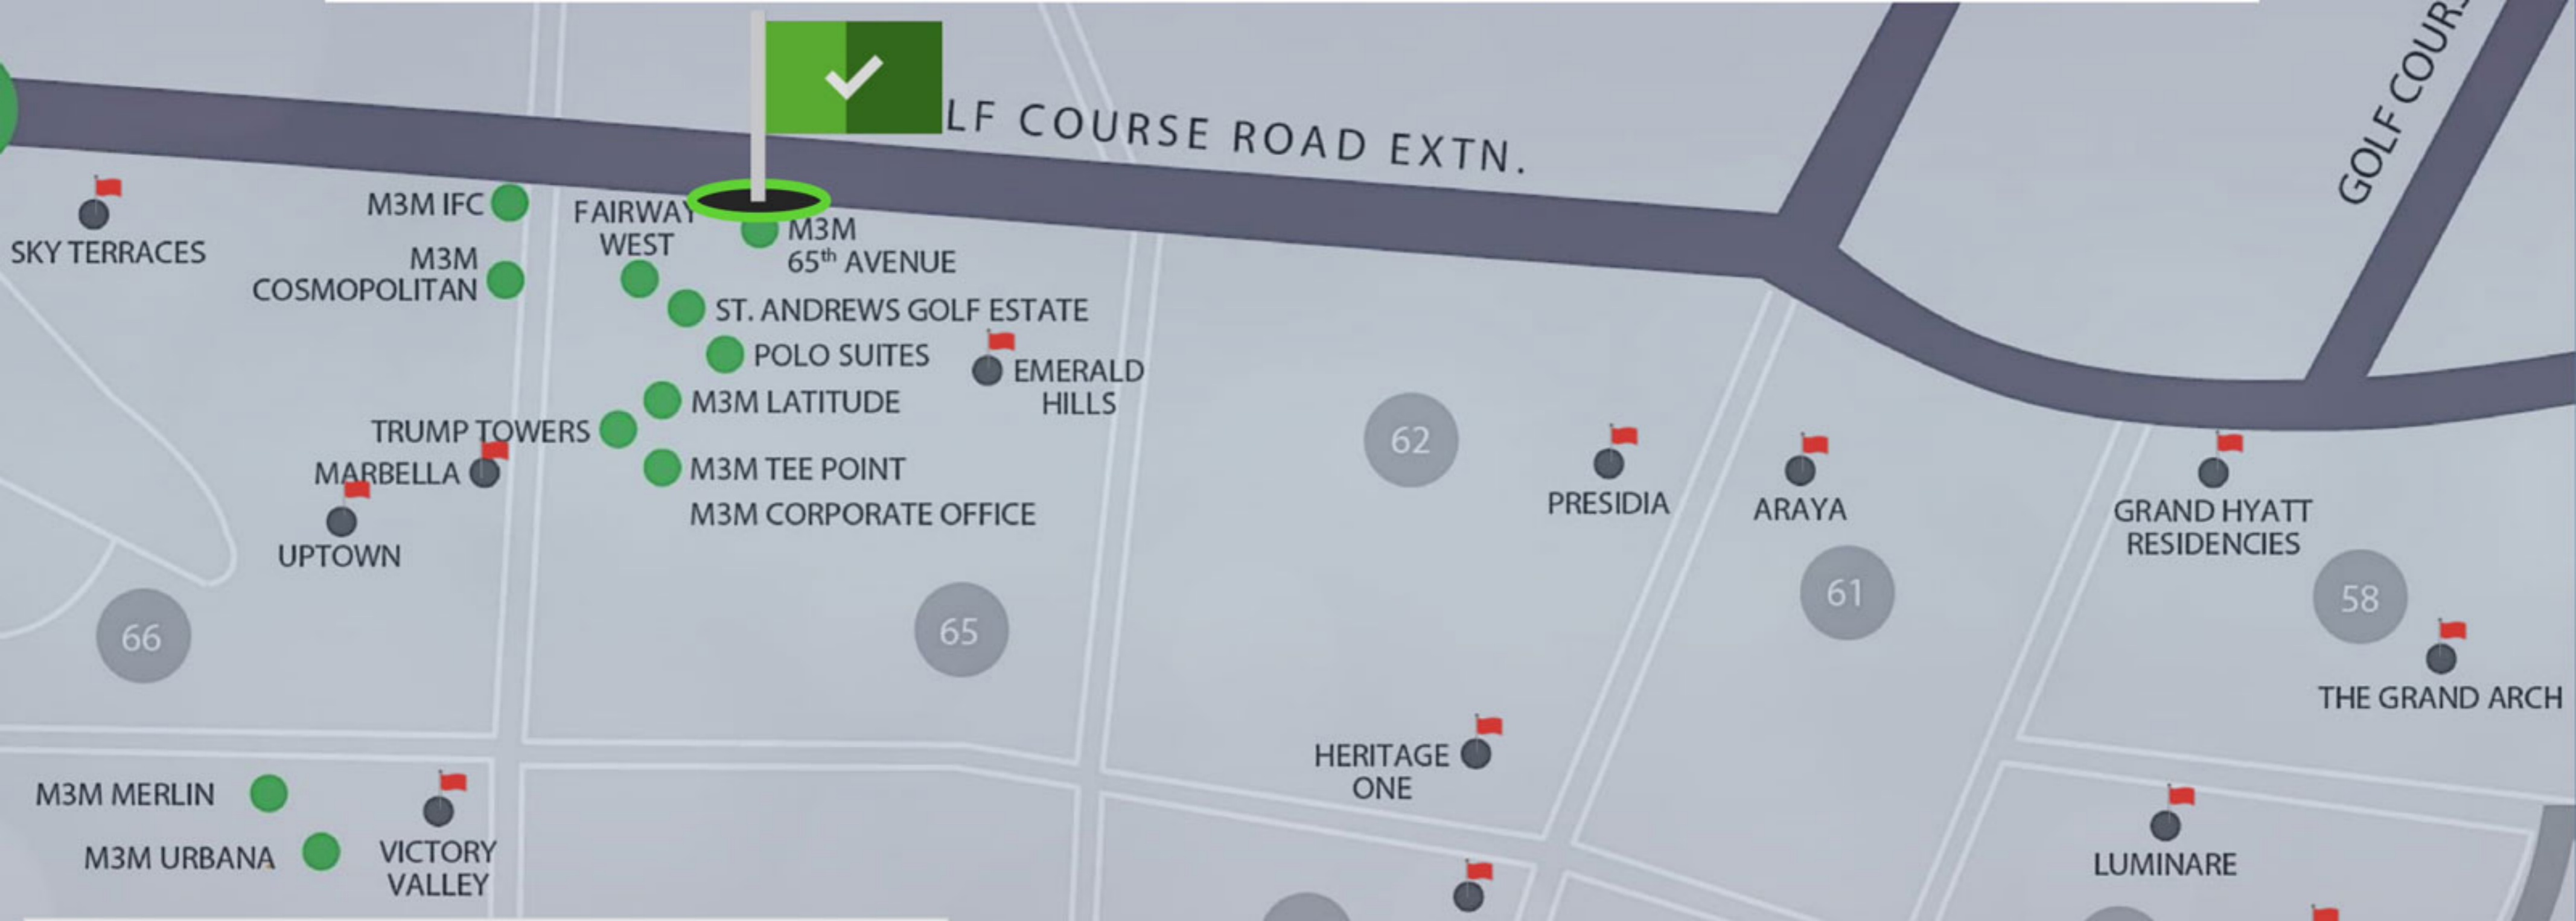 LF COURSE ROAD EXTN.
SKY TERRACES
M3M IFC
M3M
COSMOPOLITAN
FAIRWAY
WEST
M3M
65th AVENUE
ST. ANDREWS GOLF ESTATE
POLO SUITES
EMERALD
HILLS
M3M LATITUDE
TRUMP TOWERS
MARBELLA
M3M TEE POINT
M3M CORPORATE OFFICE
UPTOWN
62
PRESIDIA
ARAYA
GRAND HYATT
RESIDENCIES
66
65
61
58
THE GRAND ARCH
HERITAGE
ONE
M3M MERLIN
M3M URBANA
VICTORY
VALLEY
LUMINARE
GOLF COURS